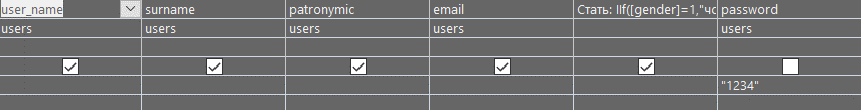 user_name surname patronymic email Стать: IIf([gender]=1,"чо password
users users users users users
"1234"